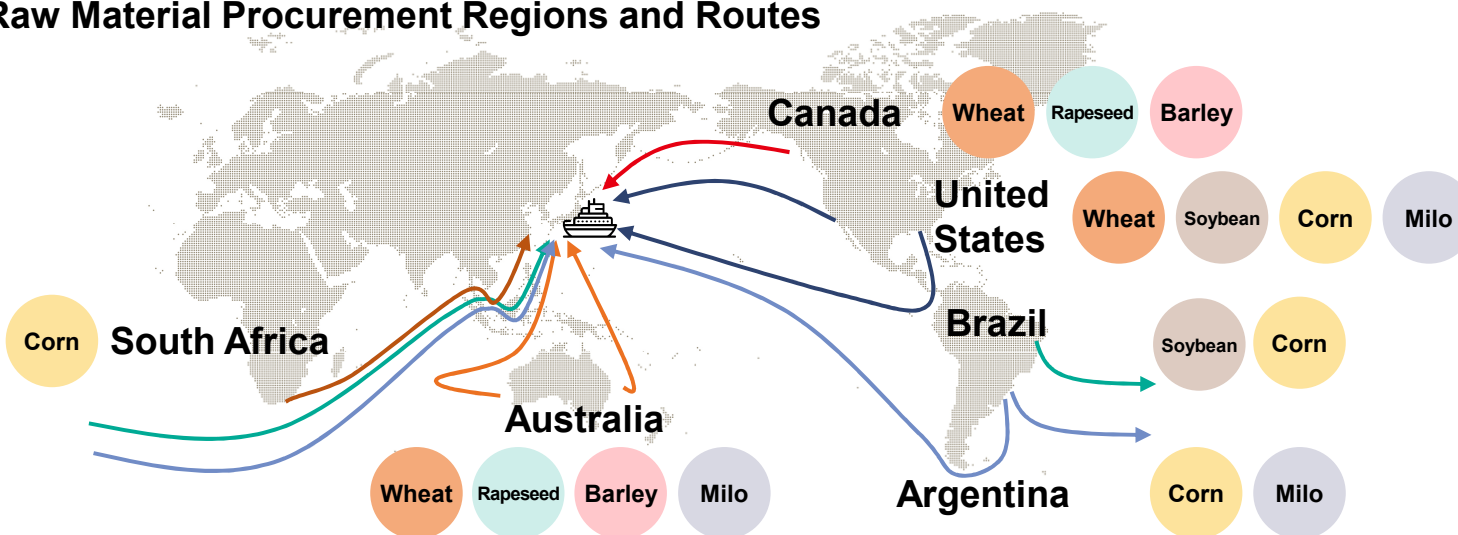 Raw Material Procurement Regions and Routes
Canada
Wheat
Rapeseed
Barley
United
States
Wheat
Soybean
Corn
Milo
Corn
South Africa
Brazil
Soybean
Corn
Australia
Wheat
Rapeseed
Barley
Milo
Argentina
Corn
Milo